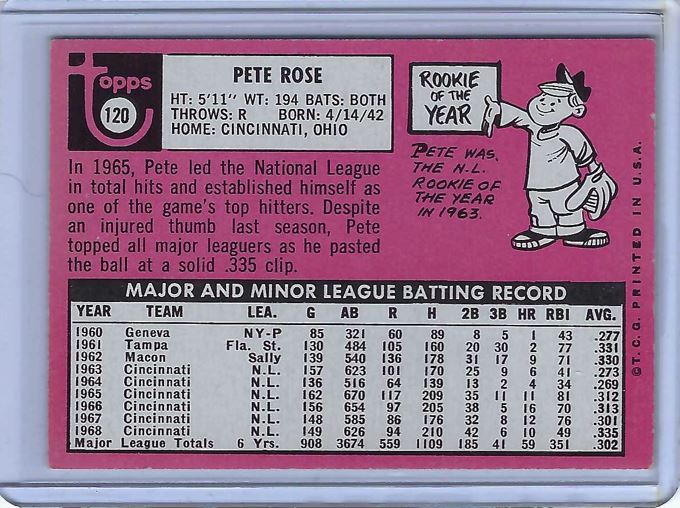 topps
120
PETE ROSE
HT: 5'11" WT: 194 BATS: BOTH
THROWS: R BORN: 4/14/42
HOME: CINCINNATI, OHIO
ROOKIE
OF THE
YEAR
PETE WAS
THE N.L.
ROOKIE OF
THE YEAR
IN 1963.
In 1965, Pete led the National League
in total hits and established himself as
one of the game's top hitters. Despite
an injured thumb last season, Pete
topped all major leaguers as he pasted
the ball at a solid .335 clip.
MAJOR AND MINOR LEAGUE BATTING RECORD
YEAR TEAM LEA. G AB R H 2B 3B HR RBI AVG.
1960 Geneva NY-P 85 321 60 89 8 5 1 43 .277
1961 Tampa Fla. St. 130 484 105 160 20 30 2 77 .331
1962 Macon Sally 139 540 136 178 31 17 9 71 .330
1963 Cincinnati N.L. 157 623 101 170 25 9 6 41 .273
1964 Cincinnati N.L. 136 516 64 139 13 2 4 34 .269
1965 Cincinnati N.L. 162 670 117 209 35 11 11 81 .312
1966 Cincinnati N.L. 156 654 97 205 38 5 16 70 .313
1967 Cincinnati N.L. 148 585 86 176 32 8 12 76 .301
1968 Cincinnati N.L. 149 626 94 210 42 6 10 49 .335
Major League Totals 6 Yrs. 908 3674 559 1109 185 41 59 351 .302
© T.C.G. PRINTED IN U.S.A.